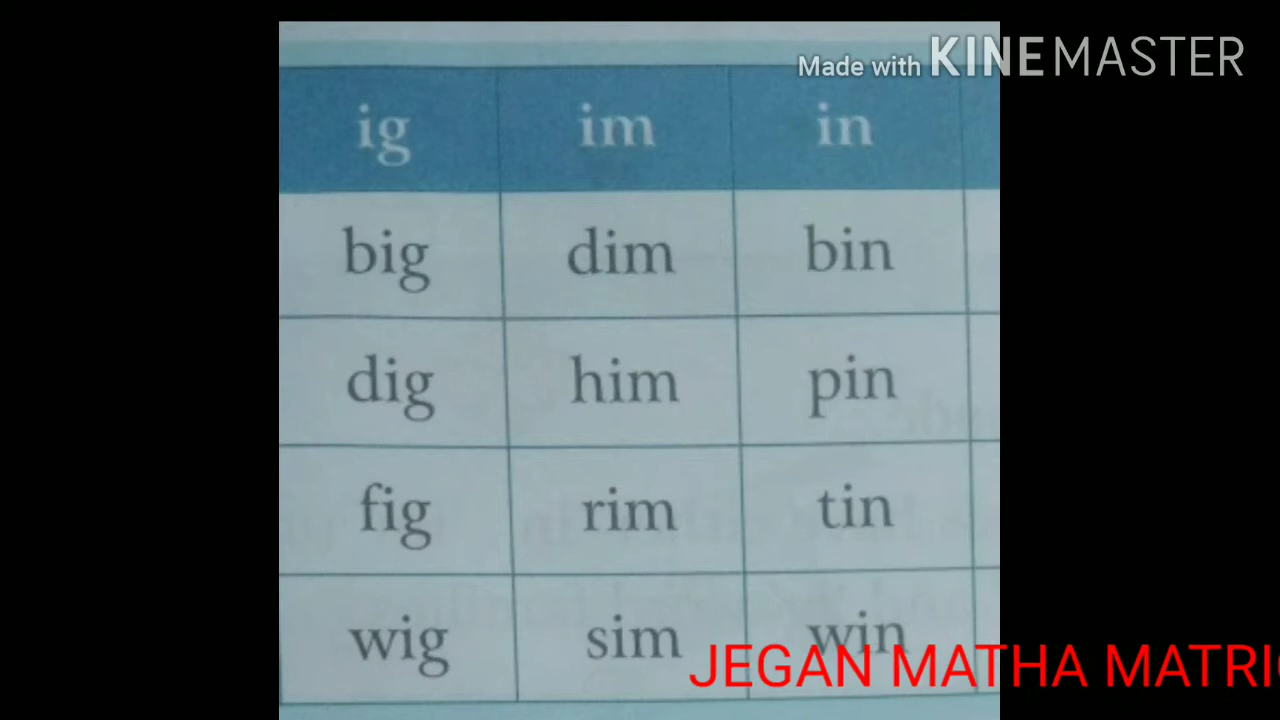 Made with KINEMASTER
ig im in
big dim bin
dig him pin
fig rim tin
wig sim win
JEGAN MATHA MATRIC